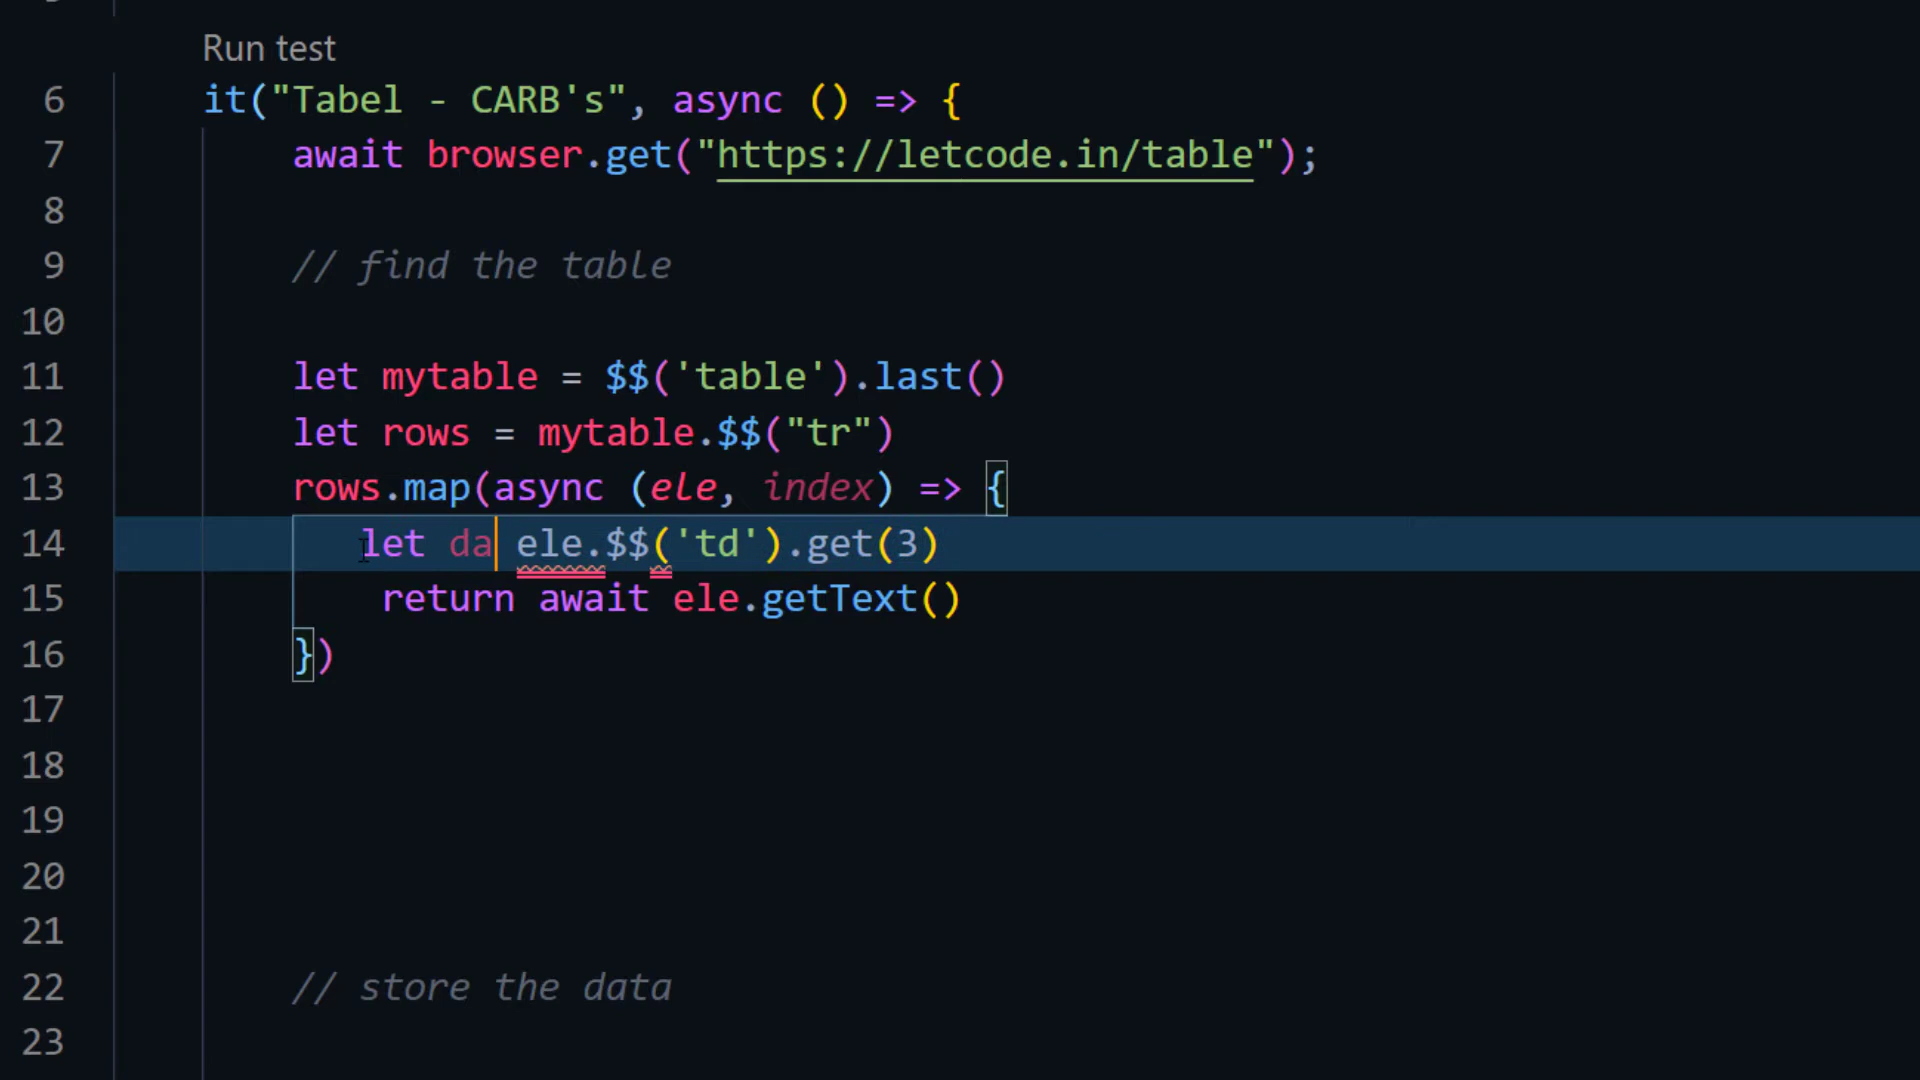 Run test
6 it("Tabel - CARB's", async () => {
7 await browser.get("https://letcode.in/table");
8
9 // find the table
10
11 let mytable = $$('table').last()
12 let rows = mytable.$$("tr")
13 rows.map(async (ele, index) => {
14 let da ele.$$('td').get(3)
15 return await ele.getText()
16 })
17
18
19
20
21
22 // store the data
23